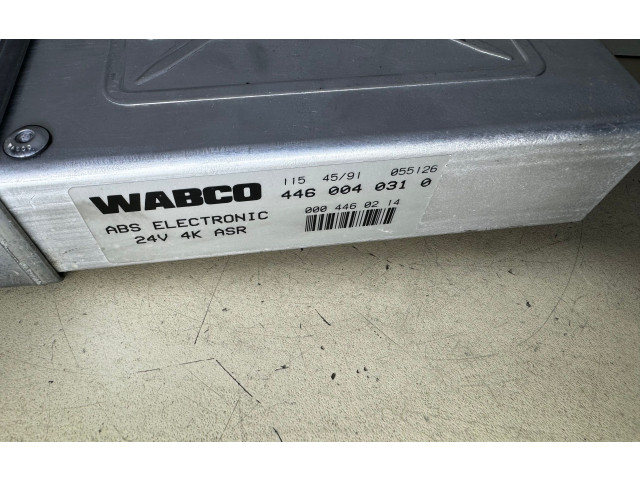 WABCO
115 45/91 055126
446 004 031 0
ABS ELECTRONIC
24V 4K ASR
000 446 02 14